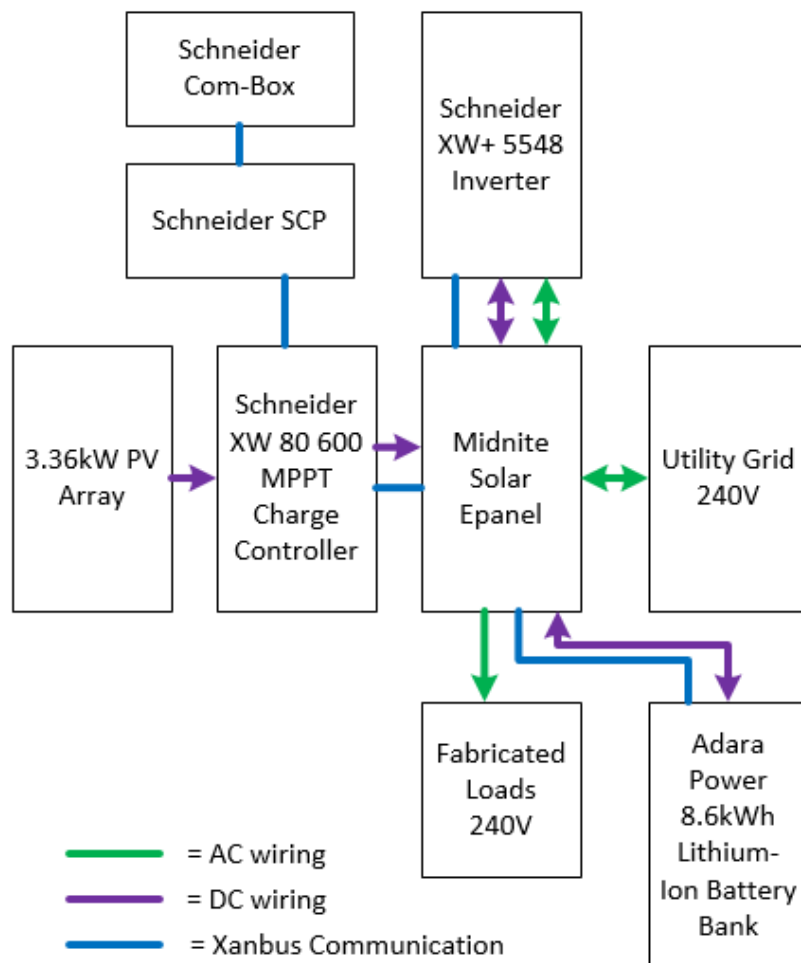 Schneider
Com-Box
Schneider
XW+ 5548
Inverter
Schneider SCP
3.36kW PV
Array
Schneider
XW 80 600
MPPT
Charge
Controller
Midnite
Solar
Epanel
Utility Grid
240V
Fabricated
Loads
240V
Adara
Power
8.6kWh
Lithium-
Ion Battery
Bank
= AC wiring
= DC wiring
= Xanbus Communication